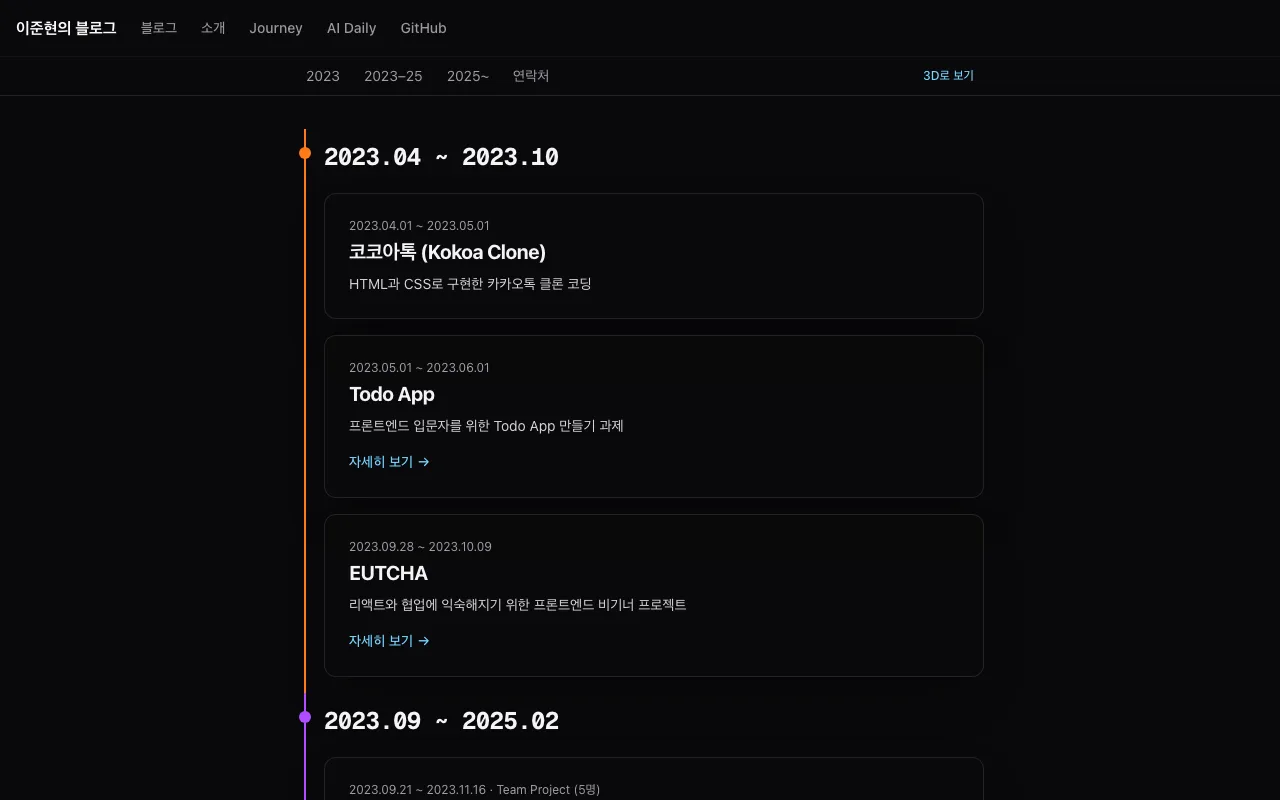 이준현의 블로그 블로그 소개 Journey AI Daily GitHub
2023 2023–25 2025~ 연락처 3D로 보기
2023.04 ~ 2023.10
2023.04.01 ~ 2023.05.01
코코아톡 (Kokoa Clone)
HTML과 CSS로 구현한 카카오톡 클론 코딩
2023.05.01 ~ 2023.06.01
Todo App
프론트엔드 입문자를 위한 Todo App 만들기 과제
자세히 보기 →
2023.09.28 ~ 2023.10.09
EUTCHA
리액트와 협업에 익숙해지기 위한 프론트엔드 비기너 프로젝트
자세히 보기 →
2023.09 ~ 2025.02
2023.09.21 ~ 2023.11.16 · Team Project (5명)